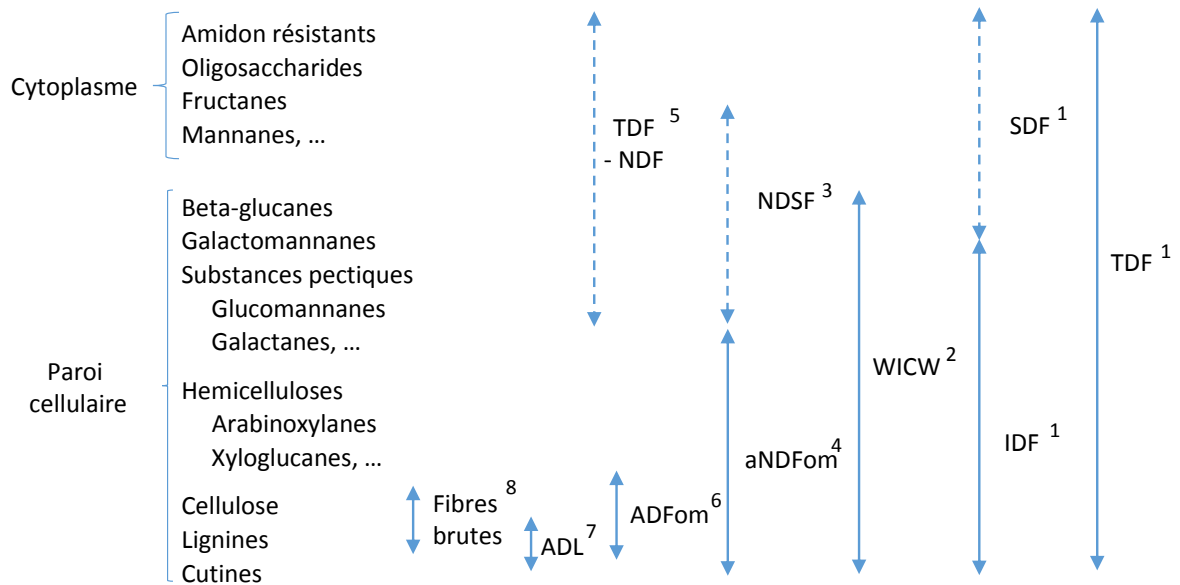 Cytoplasme
Amidon résistants
Oligosaccharides
Fructanes
Mannanes, …
Paroi
cellulaire
Beta-glucanes
Galactomannanes
Substances pectiques
Glucomannanes
Galactanes, …
Hemicelluloses
Arabinoxylanes
Xyloglucanes, …
Cellulose
Lignines
Cutines
Fibres 8
brutes
ADL 7
ADFom 6
TDF 5
- NDF
NDSF 3
aNDFom 4
WICW 2
SDF 1
IDF 1
TDF 1